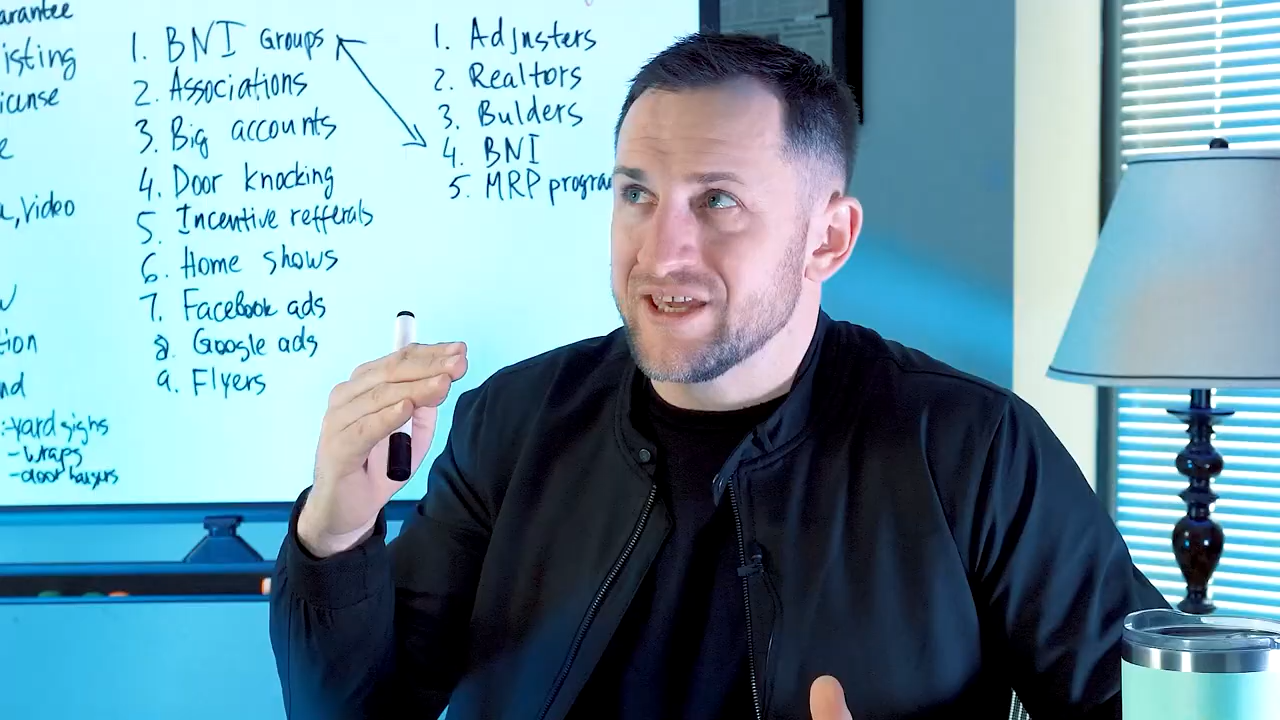 arantee
isting
icense
e
a, Video
tion
nd
:-yard signs
- wraps
- door hangers
1. BNI Groups
2. Associations
3. Big accounts
4. Door knocking
5. Incentive refferals
6. Home shows
7. Facebook ads
8. Google ads
9. Flyers
1. Adjusters
2. Realtors
3. Bulders
4. BNI
5. MRP program